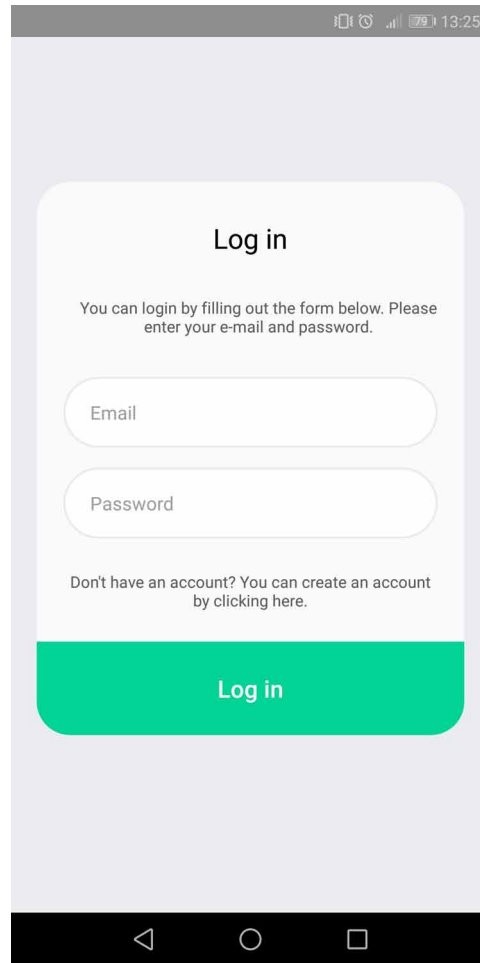 79 13:25
Log in
You can login by filling out the form below. Please
enter your e-mail and password.
Email
Password
Don't have an account? You can create an account
by clicking here.
Log in